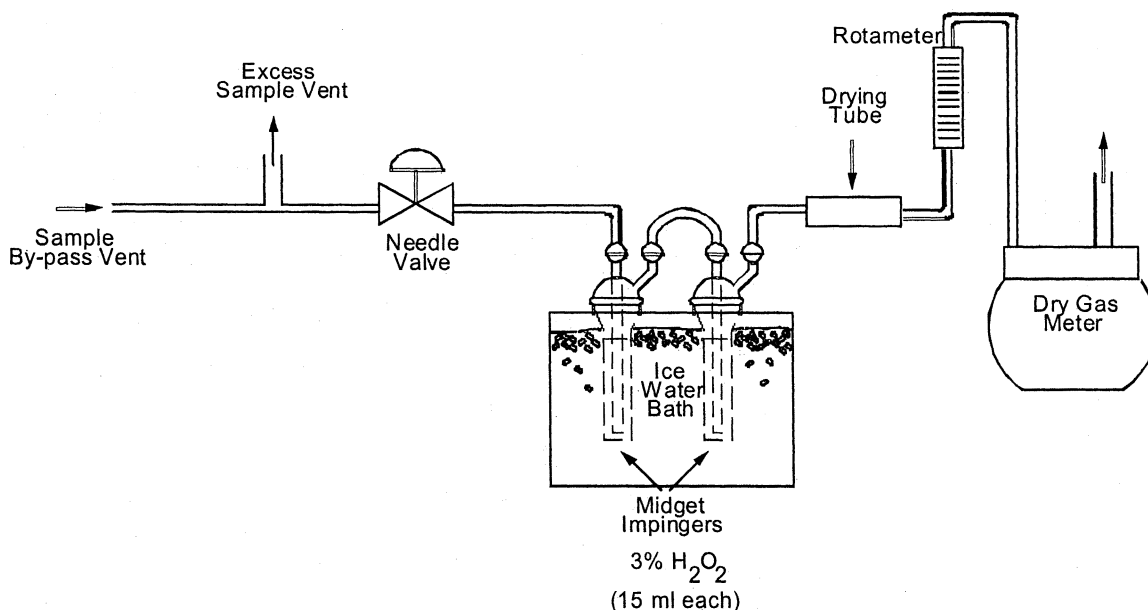 Rotameter
Excess
Sample Vent
Drying
Tube
Sample
By-pass Vent
Needle
Valve
Dry Gas
Meter
Ice
Water
Bath
Midget
Impingers
3% H₂O₂
(15 ml each)